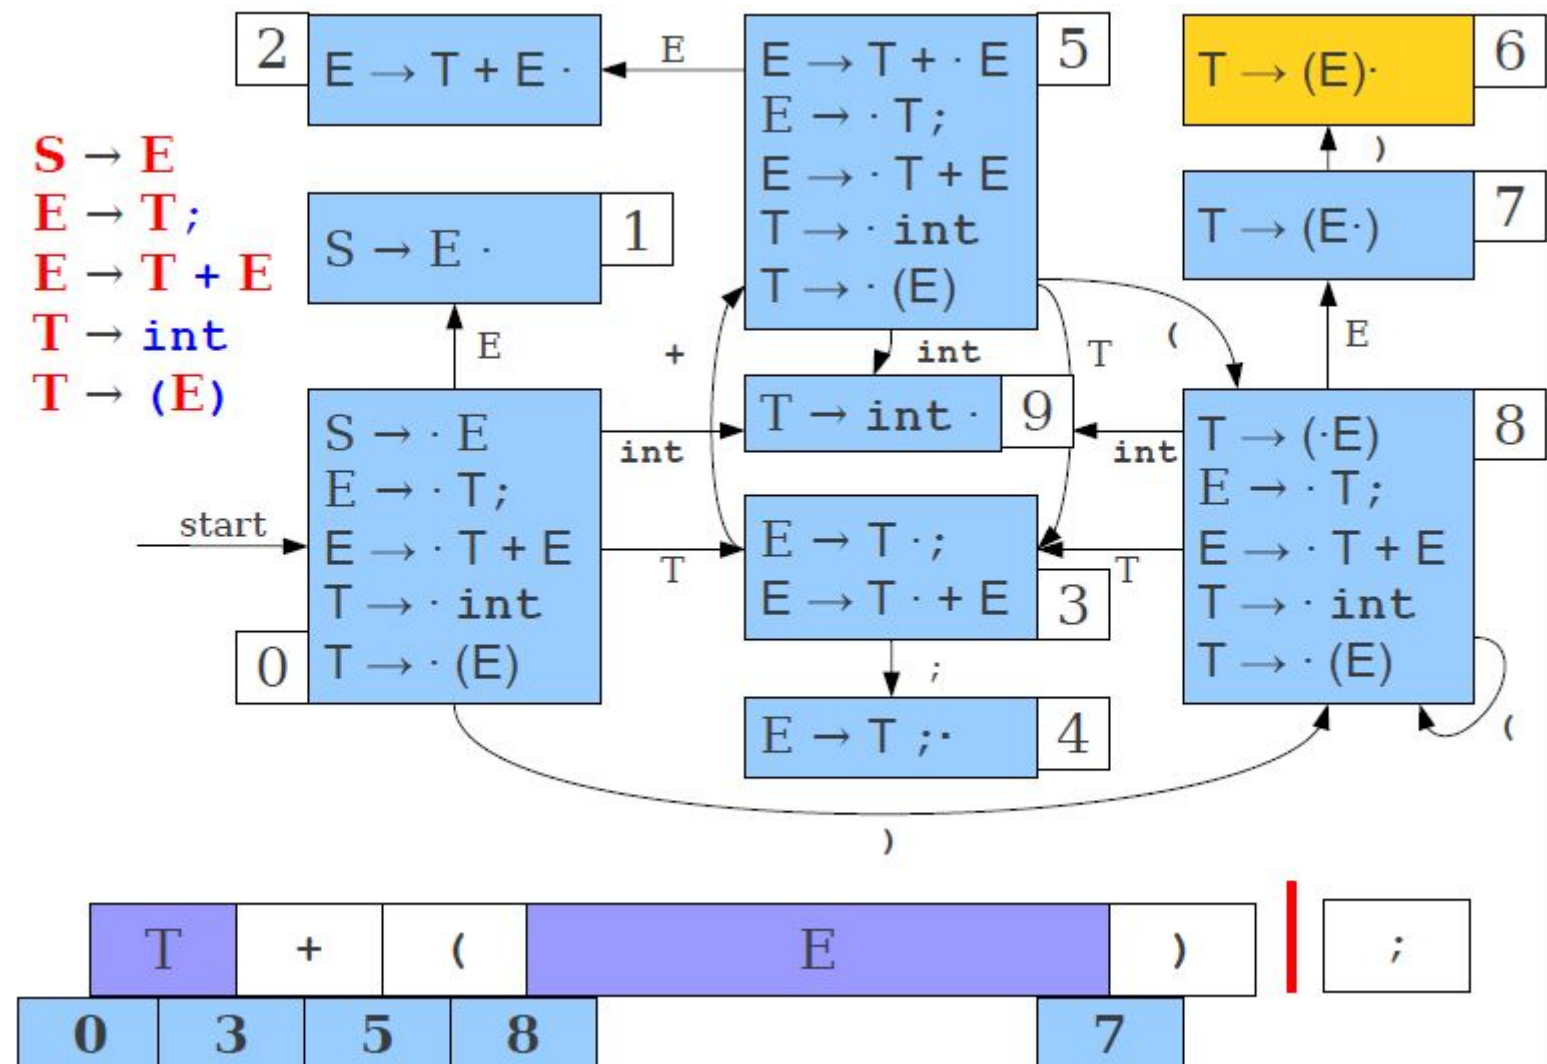 S → E
E → T ;
E → T + E
T → int
T → (E)
2
E → T + E ·
E
E → T + · E
E → · T ;
E → · T + E
T → · int
T → · (E)
5
T → (E)·
6
)
T → (E·)
7
S → E ·
1
E
+
int
T
(
E
start
S → · E
E → · T ;
E → · T + E
T → · int
T → · (E)
0
int
T
T → int ·
9
int
T
E → T · ;
E → T · + E
3
;
E → T ; ·
4
T → (·E)
E → · T ;
E → · T + E
T → · int
T → · (E)
8
(
)
T + ( E ) ;
0 3 5 8 7